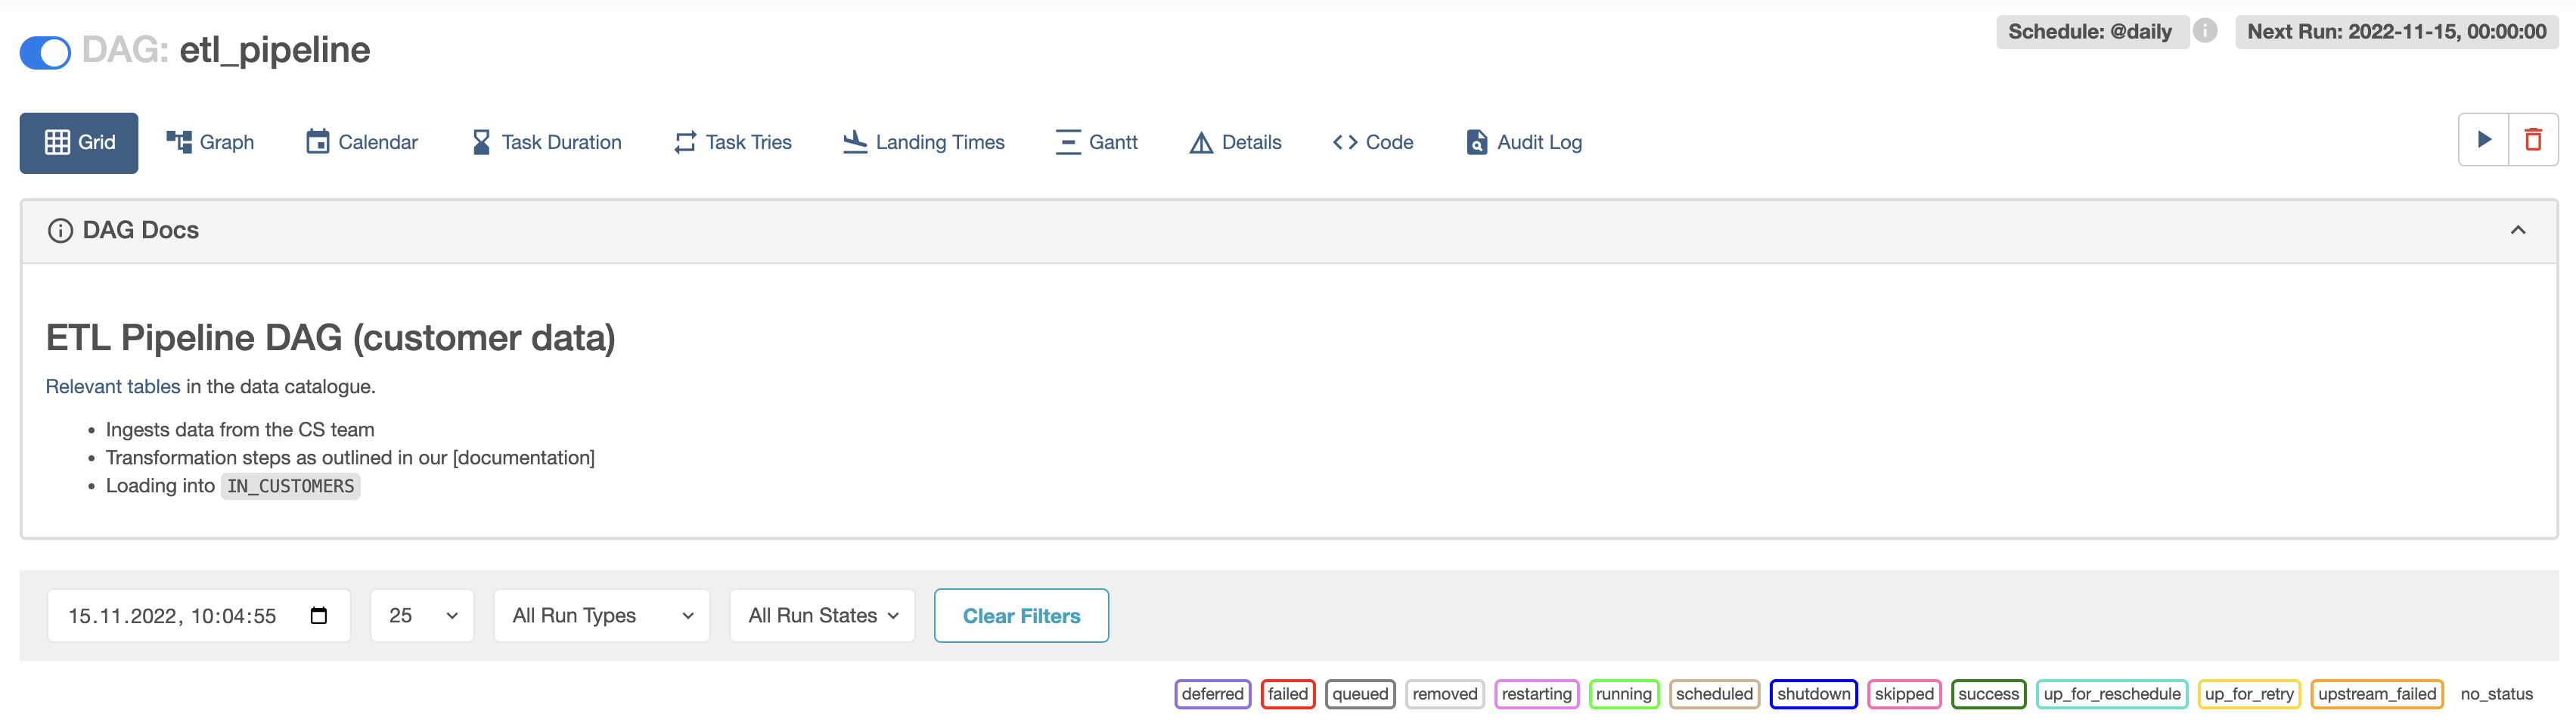 DAG: etl_pipeline
Schedule: @daily
Next Run: 2022-11-15, 00:00:00
Grid Graph Calendar Task Duration Task Tries Landing Times Gantt Details Code Audit Log
DAG Docs
ETL Pipeline DAG (customer data)
Relevant tables in the data catalogue.
• Ingests data from the CS team
• Transformation steps as outlined in our [documentation]
• Loading into IN_CUSTOMERS
15.11.2022, 10:04:55 25 All Run Types All Run States Clear Filters
deferred failed queued removed restarting running scheduled shutdown skipped success up_for_reschedule up_for_retry upstream_failed no_status